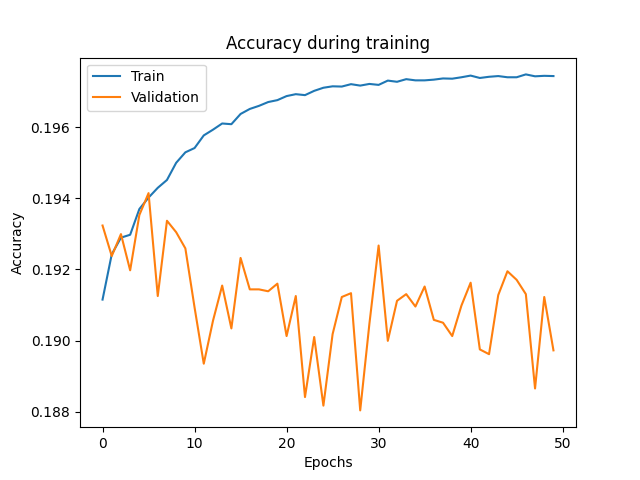 Accuracy during training
Train
Validation
0.196
0.194
0.192
0.190
0.188
Accuracy
0
10
20
30
40
50
Epochs